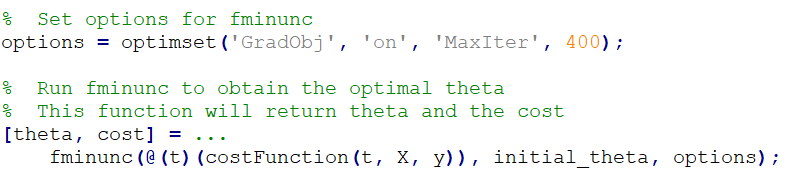 %  Set options for fminunc
options = optimset('GradObj', 'on', 'MaxIter', 400);
%  Run fminunc to obtain the optimal theta
%  This function will return theta and the cost
[theta, cost] = ...
    fminunc(@(t)(costFunction(t, X, y)), initial_theta, options);